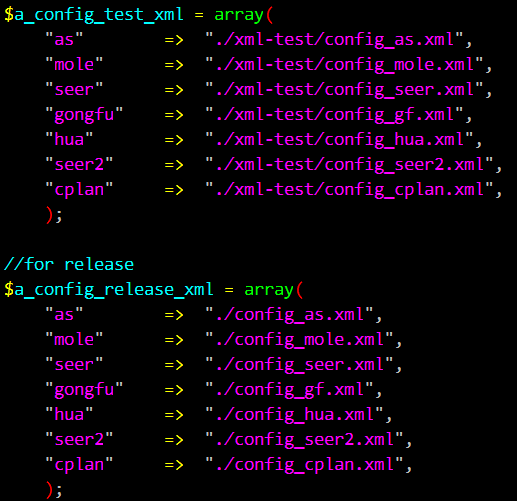 $a_config_test_xml = array(
    "as"         =>  "./xml-test/config_as.xml",
    "mole"       =>  "./xml-test/config_mole.xml",
    "seer"       =>  "./xml-test/config_seer.xml",
    "gongfu"     =>  "./xml-test/config_gf.xml",
    "hua"        =>  "./xml-test/config_hua.xml",
    "seer2"      =>  "./xml-test/config_seer2.xml",
    "cplan"      =>  "./xml-test/config_cplan.xml",
    );

//for release
$a_config_release_xml = array(
    "as"         =>  "./config_as.xml",
    "mole"       =>  "./config_mole.xml",
    "seer"       =>  "./config_seer.xml",
    "gongfu"     =>  "./config_gf.xml",
    "hua"        =>  "./config_hua.xml",
    "seer2"      =>  "./config_seer2.xml",
    "cplan"      =>  "./config_cplan.xml",
    );